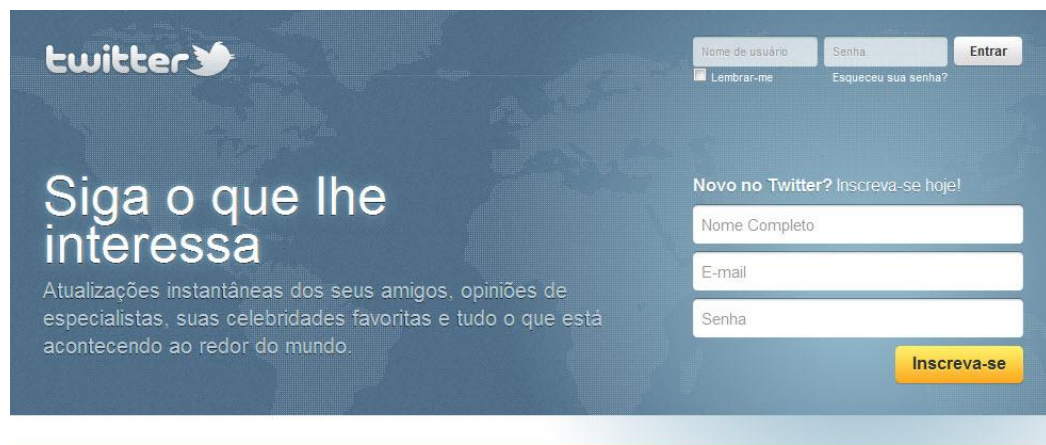 twitter
Nome de usuário
Senha
Entrar
Lembrar-me
Esqueceu sua senha?
Siga o que lhe
interessa
Atualizações instantâneas dos seus amigos, opiniões de
especialistas, suas celebridades favoritas e tudo o que está
acontecendo ao redor do mundo.
Novo no Twitter? Inscreva-se hoje!
Nome Completo
E-mail
Senha
Inscreva-se